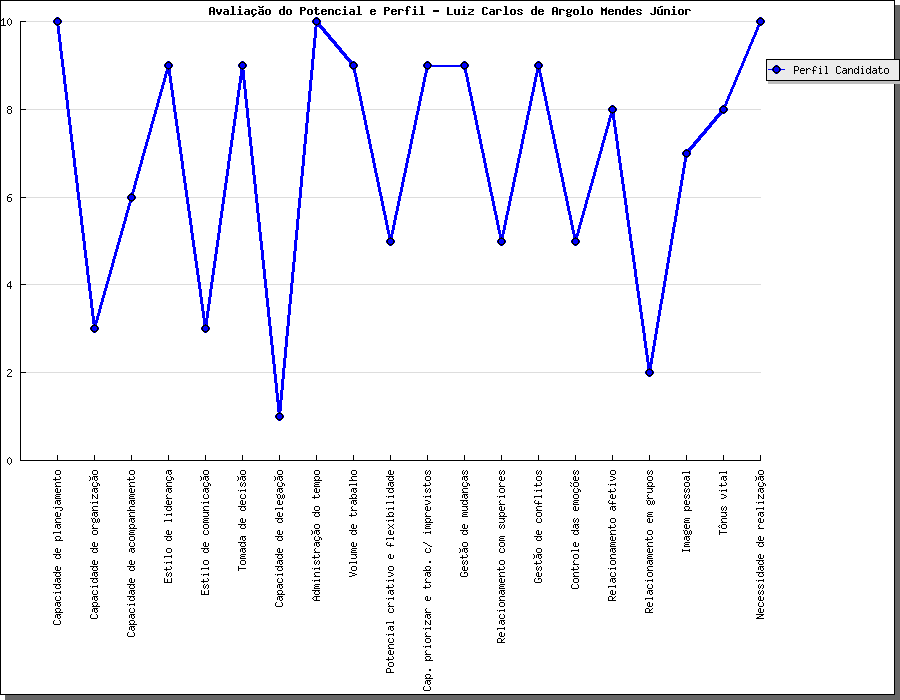 Avaliação do Potencial e Perfil - Luiz Carlos de Argolo Mendes Júnior
10
8
6
4
2
0
Perfil Candidato
Capacidade de planejamento
Capacidade de organização
Capacidade de acompanhamento
Estilo de liderança
Estilo de comunicação
Tomada de decisão
Capacidade de delegação
Administração do tempo
Volume de trabalho
Potencial criativo e flexibilidade
Cap. priorizar e trab. c/ imprevistos
Gestão de mudanças
Relacionamento com superiores
Gestão de conflitos
Controle das emoções
Relacionamento afetivo
Relacionamento em grupos
Imagem pessoal
Tônus vital
Necessidade de realização